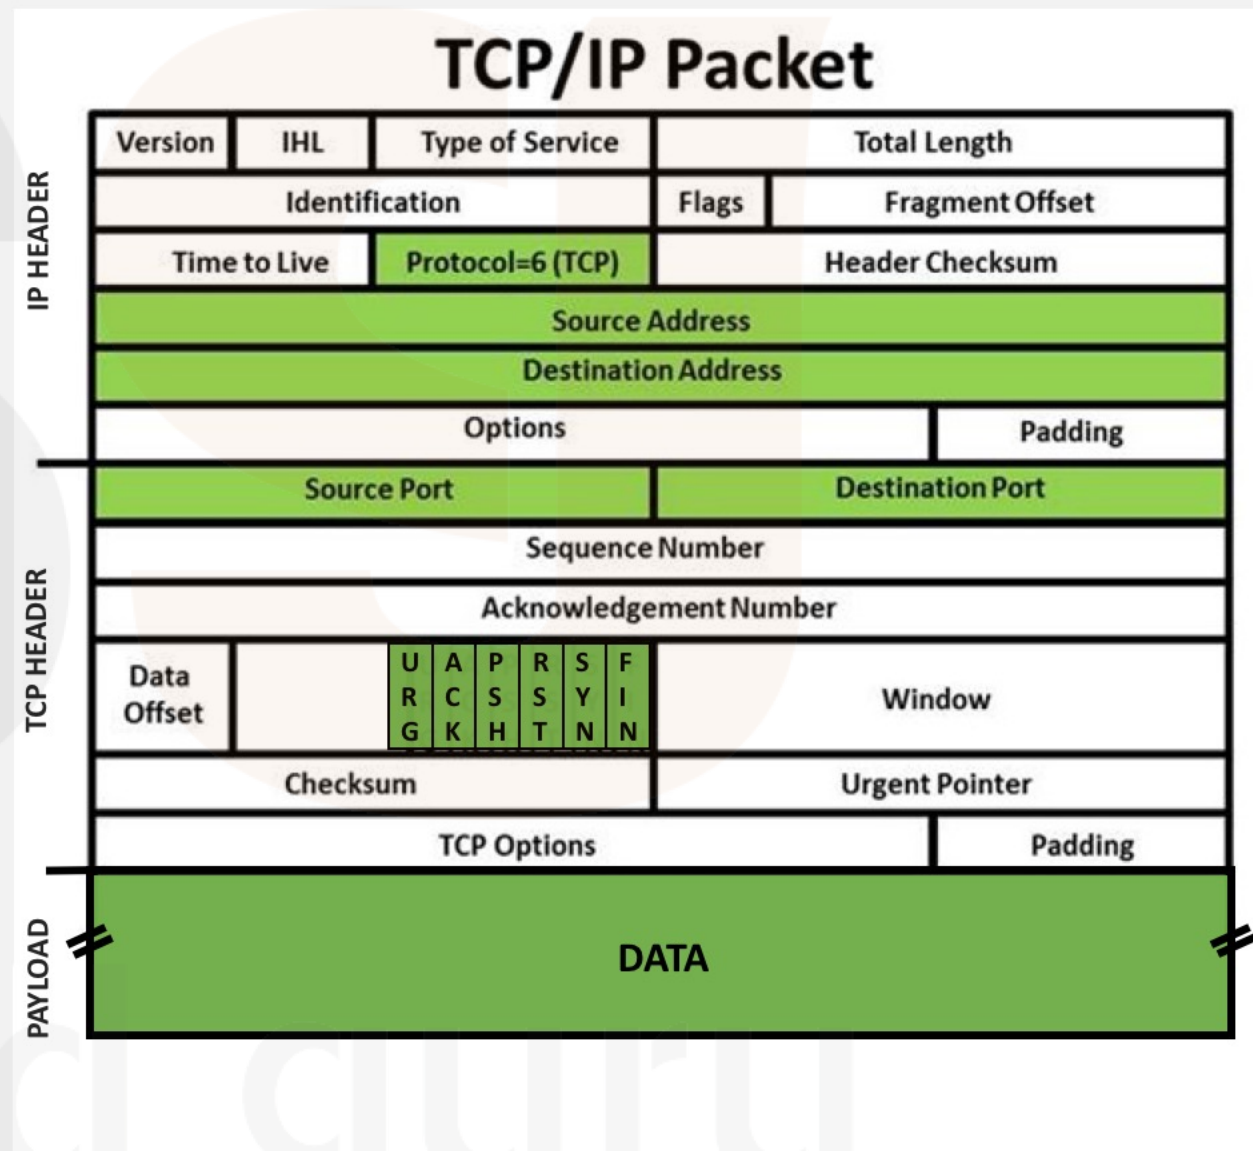 TCP/IP Packet
IP HEADER
Version IHL Type of Service Total Length
Identification Flags Fragment Offset
Time to Live Protocol=6 (TCP) Header Checksum
Source Address
Destination Address
Options Padding
TCP HEADER
Source Port Destination Port
Sequence Number
Acknowledgement Number
Data Offset URG ACK PSH RST SYN FIN Window
Checksum Urgent Pointer
TCP Options Padding
PAYLOAD
DATA